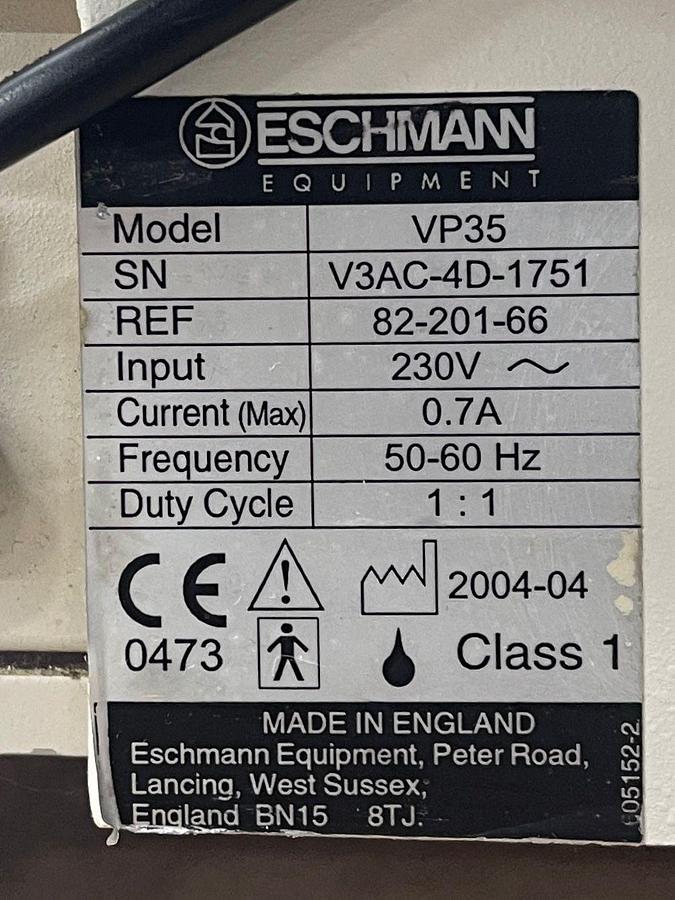 ESCHMANN
EQUIPMENT
Model VP35
SN V3AC-4D-1751
REF 82-201-66
Input 230V ~
Current (Max) 0.7A
Frequency 50-60 Hz
Duty Cycle 1 : 1
CE ! 2004-04
0473 Class 1
MADE IN ENGLAND
Eschmann Equipment, Peter Road,
Lancing, West Sussex,
England BN15 8TJ.
605152-2